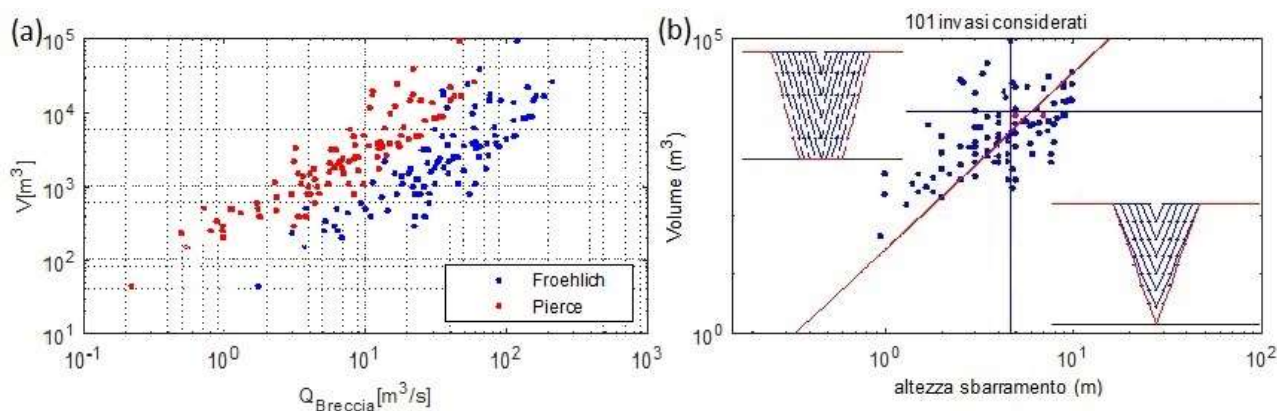 (a)
10^5
10^4
10^3
10^2
10^1
V[m^3]
10^-1
10^0
10^1
10^2
10^3
Q_Breccia[m^3/s]
Froehlich
Pierce
(b)
101 invasi considerati
10^5
10^0
Volume (m^3)
10^0
10^1
10^2
altezza sbarramento (m)